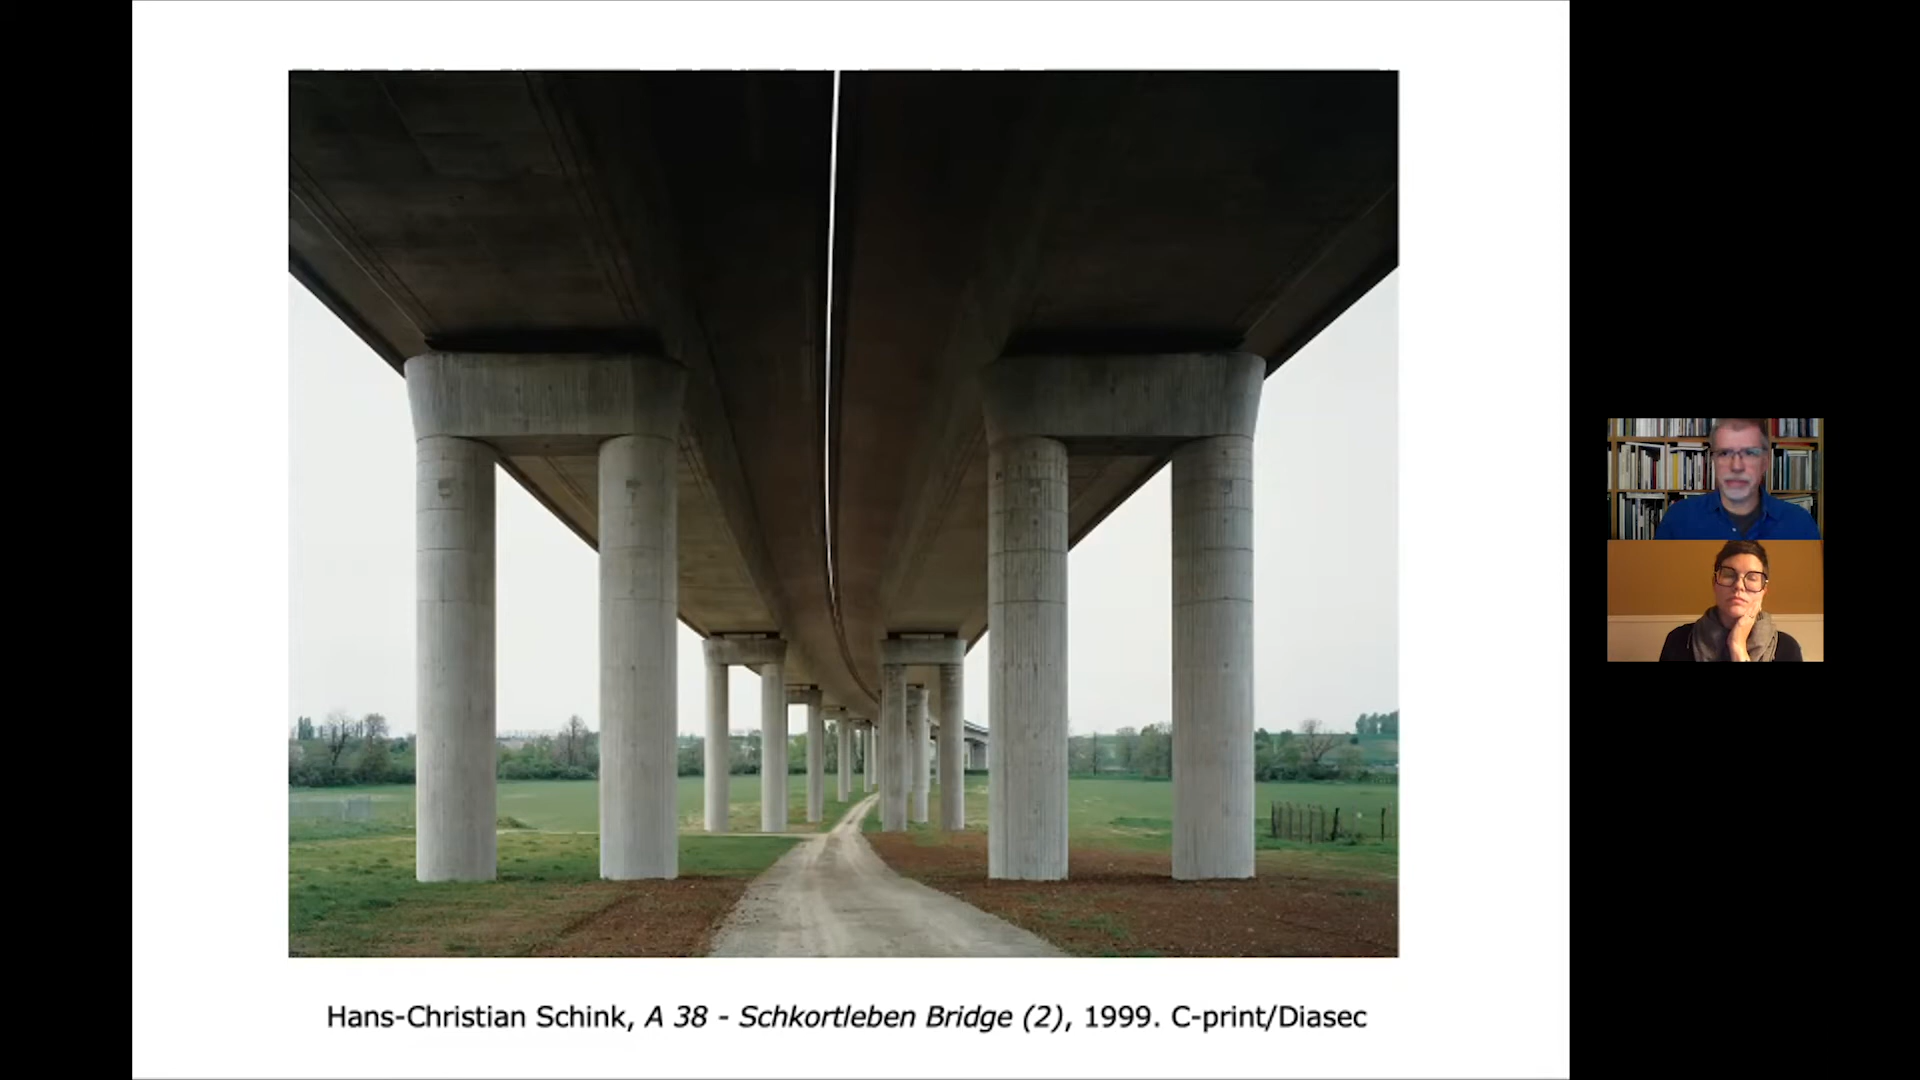 Hans-Christian Schink, A 38 - Schkortleben Bridge (2), 1999. C-print/Diasec